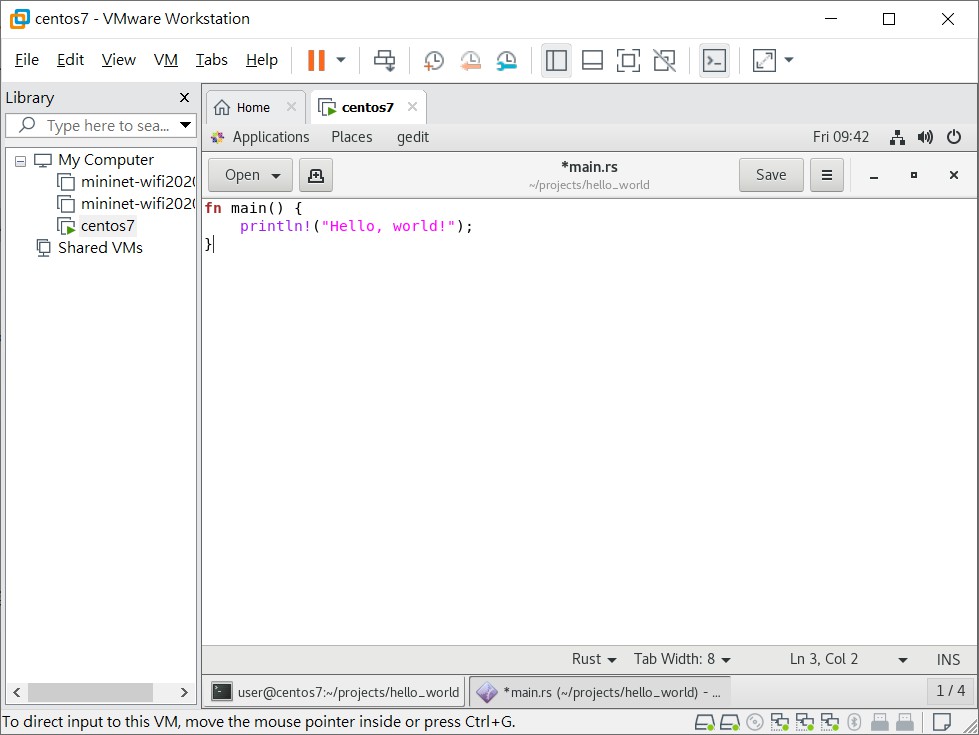 centos7 - VMware Workstation
File Edit View VM Tabs Help
Library
Type here to sea...
My Computer
mininet-wifi2020
mininet-wifi2020
centos7
Shared VMs
Home centos7
Applications Places gedit Fri 09:42
Open *main.rs Save
~/projects/hello_world
fn main() {
    println!("Hello, world!");
}
Rust Tab Width: 8 Ln 3, Col 2 INS
user@centos7:~/projects/hello_world *main.rs (~/projects/hello_world) - ... 1 / 4
To direct input to this VM, move the mouse pointer inside or press Ctrl+G.